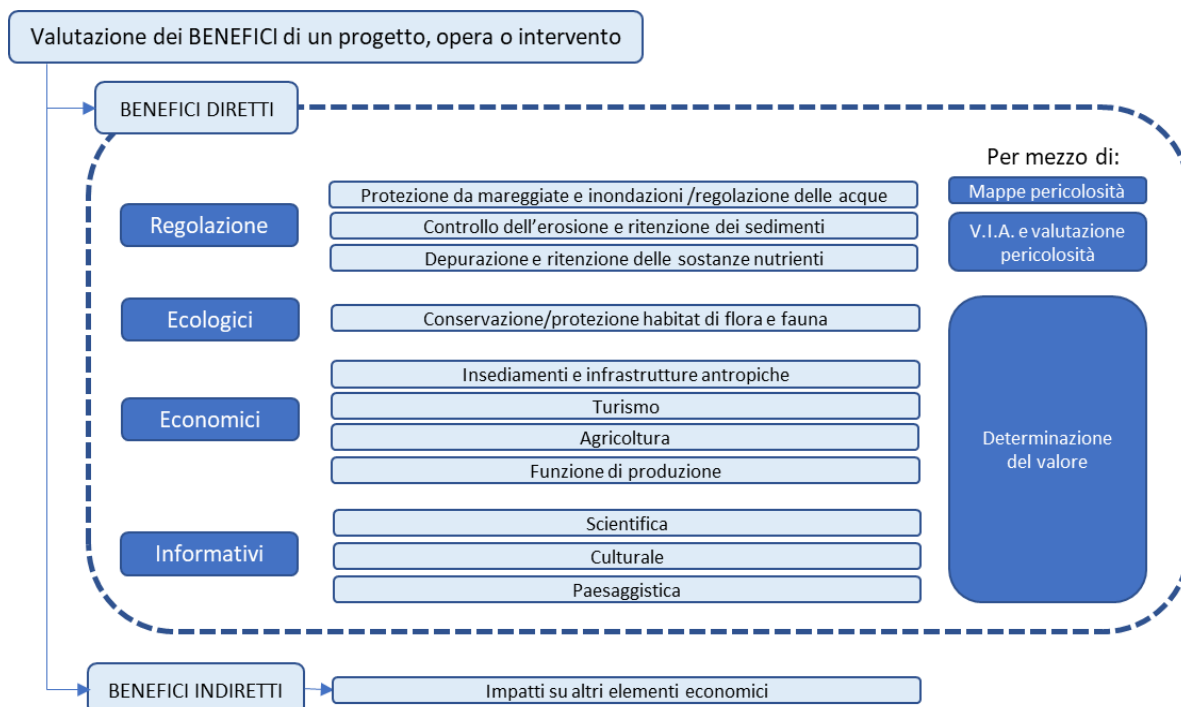 Valutazione dei BENEFICI di un progetto, opera o intervento
BENEFICI DIRETTI
Per mezzo di:
Regolazione
Protezione da mareggiate e inondazioni /regolazione delle acque
Controllo dell'erosione e ritenzione dei sedimenti
Depurazione e ritenzione delle sostanze nutrienti
Mappe pericolosità
V.I.A. e valutazione
pericolosità
Ecologici
Conservazione/protezione habitat di flora e fauna
Economici
Insediamenti e infrastrutture antropiche
Turismo
Agricoltura
Funzione di produzione
Determinazione
del valore
Informativi
Scientifica
Culturale
Paesaggistica
BENEFICI INDIRETTI
Impatti su altri elementi economici